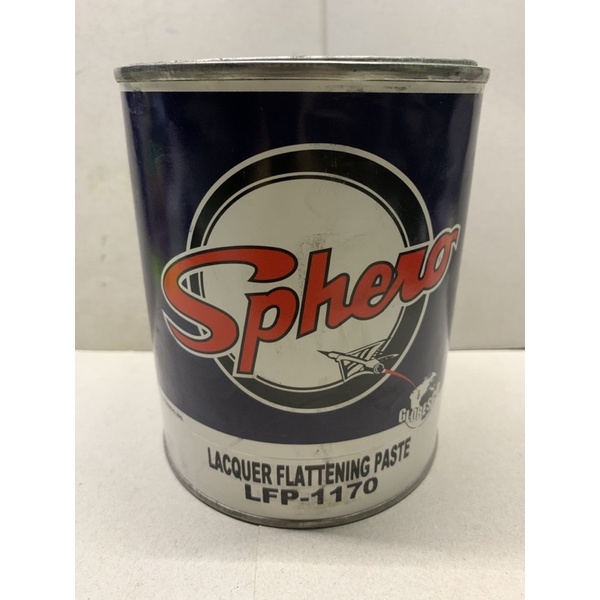 Sphero
LACQUER FLATTENING PASTE
LFP-1170